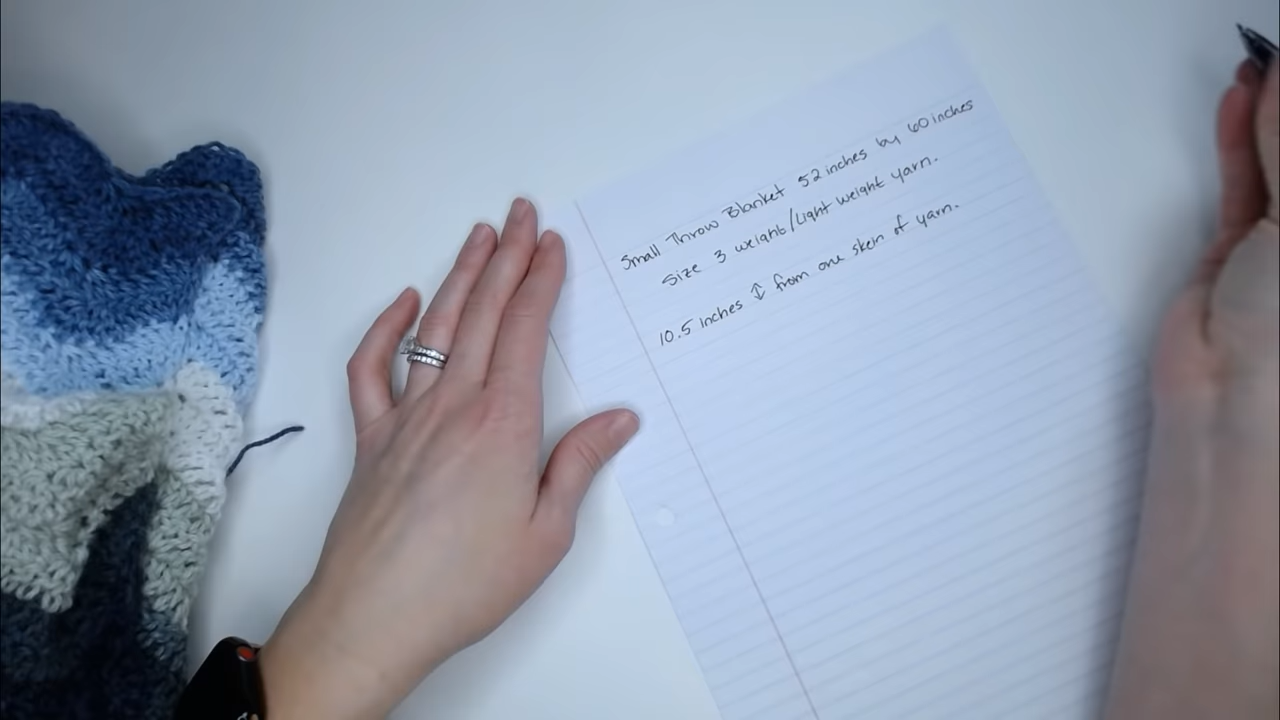 Small Throw Blanket 52 inches by 60 inches
Size 3 weight/Light weight yarn.
10.5 inches ↕ from one skein of yarn.